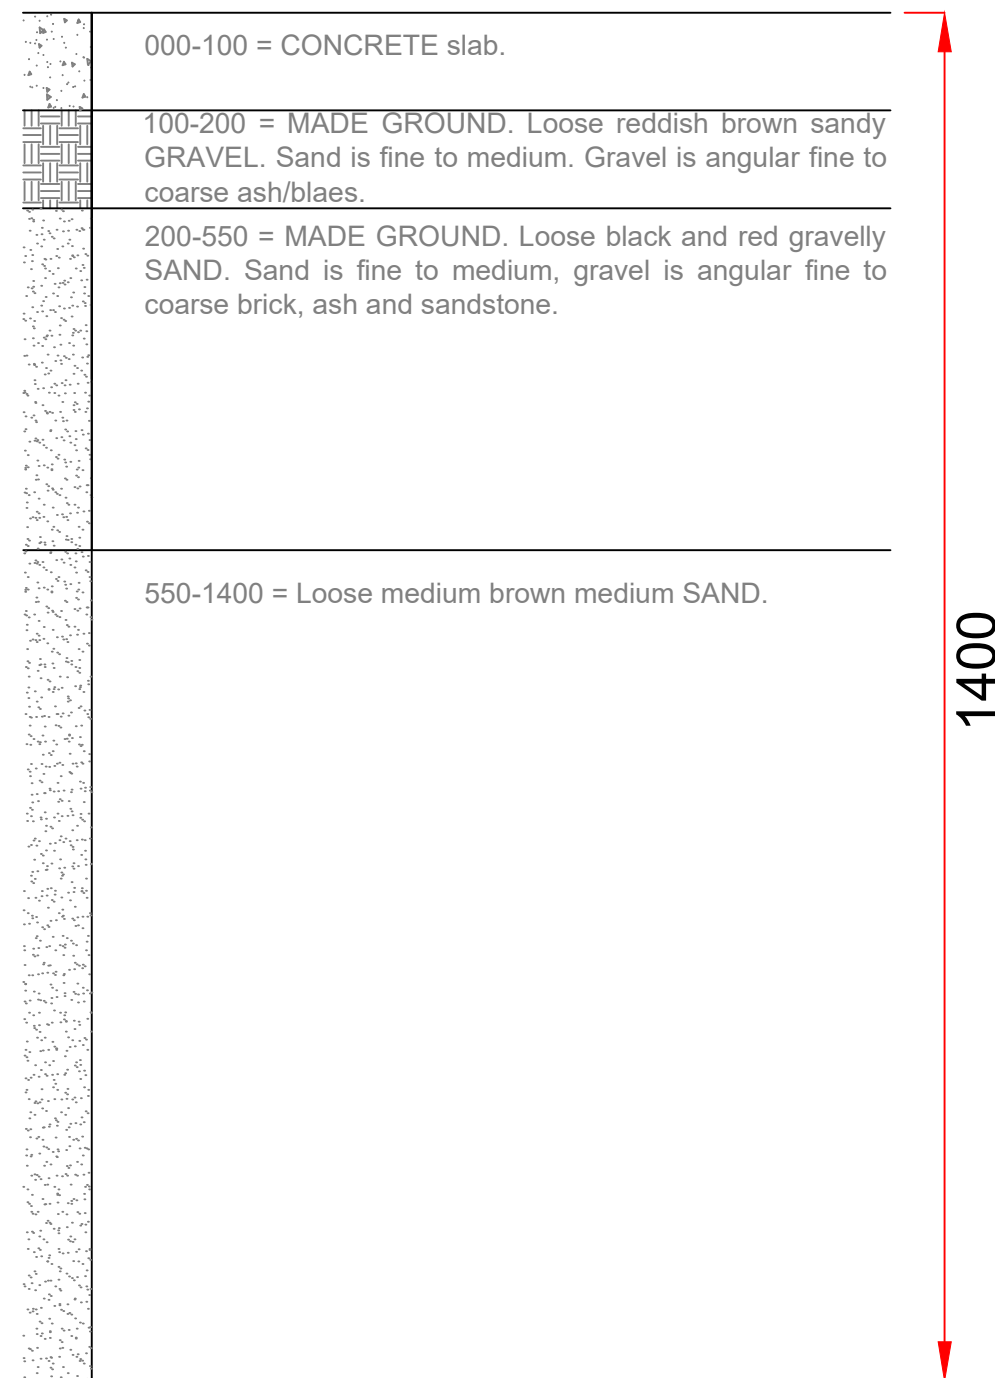 000-100 = CONCRETE slab.
100-200 = MADE GROUND. Loose reddish brown sandy
GRAVEL. Sand is fine to medium. Gravel is angular fine to
coarse ash/blaes.
200-550 = MADE GROUND. Loose black and red gravelly
SAND. Sand is fine to medium, gravel is angular fine to
coarse brick, ash and sandstone.
550-1400 = Loose medium brown medium SAND.
1400